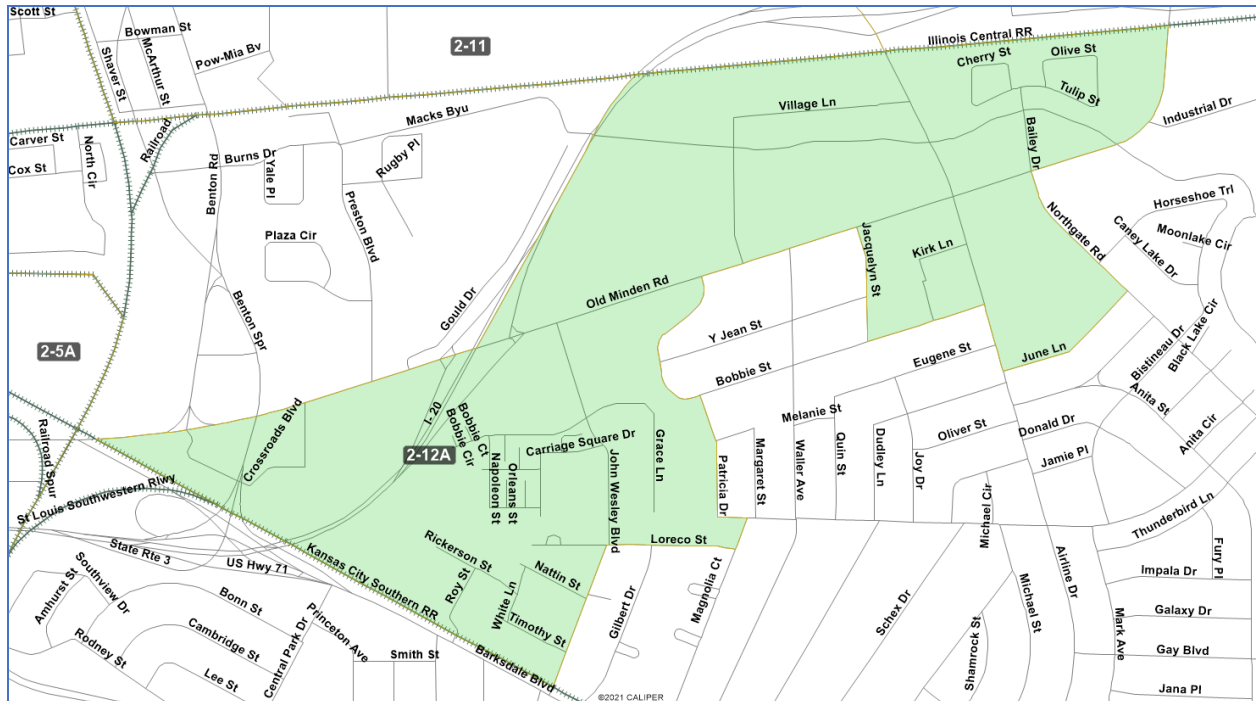 Scott St
Bowman St
Shaver St
McArthur St
Pow-Mia Bv
2-11
Illinois Central RR
Cherry St
Olive St
Tulip St
Village Ln
Industrial Dr
Macks Byu
Carver St
North Cir
Railroad
Cox St
Burns Dr
Yale Pl
Rugby Pl
Benton Rd
Preston Blvd
Bailey Dr
Plaza Cir
Horseshoe Trl
Northgate Rd
Caney Lake Dr
Moonlake Cir
Jacquelyn St
Kirk Ln
Gould Dr
Old Minden Rd
Benton Spr
2-5A
Y Jean St
Bobbie St
Eugene St
June Ln
Bistineau Dr
Black Lake Cir
Anita St
Anita Cir
Crossroads Blvd
I- 20
Bobbie Ct
Bobbie Cir
2-12A
Carriage Square Dr
Napoleon St
Orleans St
John Wesley Blvd
Grace Ln
Patricia Dr
Margaret St
Waller Ave
Melanie St
Quin St
Dudley Ln
Joy Dr
Oliver St
Donald Dr
Jamie Pl
Michael Cir
Thunderbird Ln
Railroad Spur
St Louis Southwestern Rlwy
State Rte 3
US Hwy 71
Kansas City Southern RR
Rickerson St
Roy St
White Ln
Nattin St
Timothy St
Loreco St
Gilbert Dr
Magnolia Ct
Schex Dr
Michael St
Shamrock St
Airline Dr
Mark Ave
Fury Pl
Impala Dr
Galaxy Dr
Gay Blvd
Jana Pl
Amhurst St
Southview Dr
Bonn St
Rodney St
Cambridge St
Lee St
Central Park Dr
Princeton Ave
Smith St
Barksdale Blvd
©2021 CALIPER